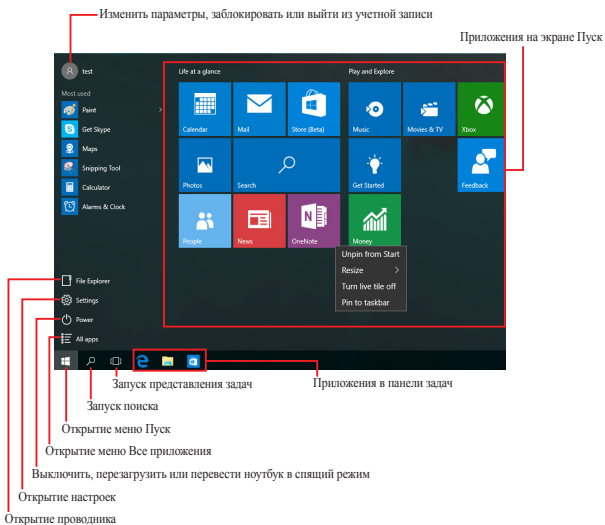 Изменить параметры, заблокировать или выйти из учетной записи
Приложения на экране Пуск
test
Life at a glance
Play and Explore
Most used
Paint
Get Skype
Maps
Snipping Tool
Calculator
Alarms & Clock
Calendar
Mail
Store (Beta)
Music
Movies & TV
Xbox
Photos
Search
Get Started
Feedback
People
News
OneNote
Money
Unpin from Start
Resize
Turn live tile off
Pin to taskbar
File Explorer
Settings
Power
All apps
Запуск представления задач
Приложения в панели задач
Запуск поиска
Открытие меню Пуск
Открытие меню Все приложения
Выключить, перезагрузить или перевести ноутбук в спящий режим
Открытие настроек
Открытие проводника